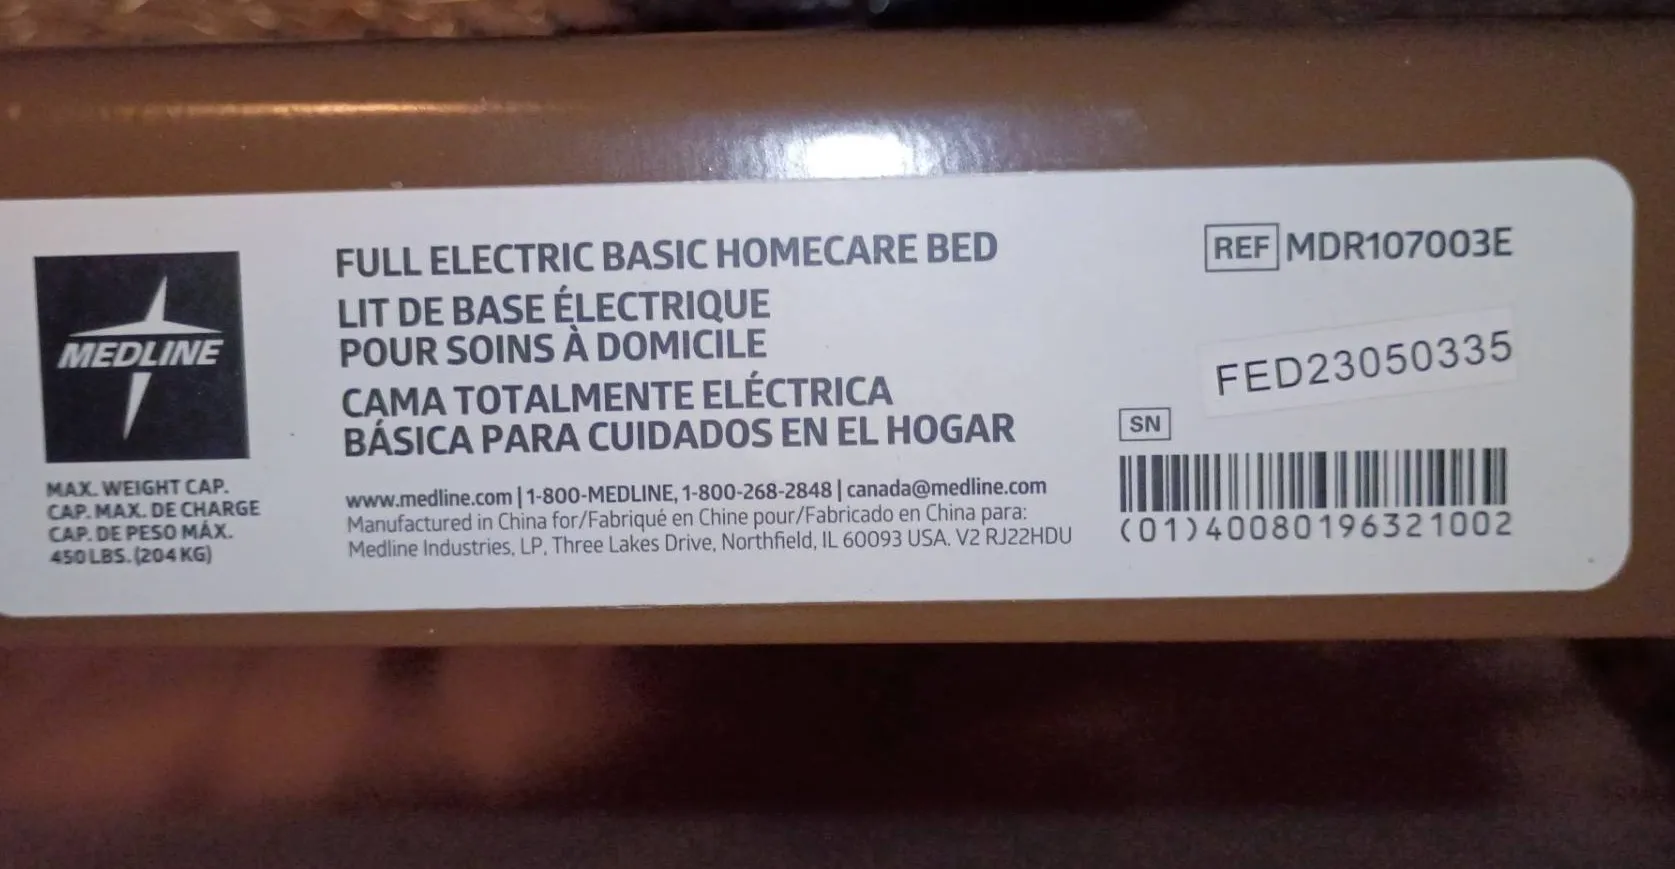 MEDLINE
MAX. WEIGHT CAP.
CAP. MAX. DE CHARGE
CAP. DE PESO MÁX.
450 LBS. (204 KG)
FULL ELECTRIC BASIC HOMECARE BED
LIT DE BASE ÉLECTRIQUE
POUR SOINS À DOMICILE
CAMA TOTALMENTE ELÉCTRICA
BÁSICA PARA CUIDADOS EN EL HOGAR
www.medline.com | 1-800-MEDLINE, 1-800-268-2848 | canada@medline.com
Manufactured in China for/Fabriqué en Chine pour/Fabricado en China para:
Medline Industries, LP, Three Lakes Drive, Northfield, IL 60093 USA. V2 RJ22HDU
REF MDR107003E
FED23050335
SN
(01)40080196321002